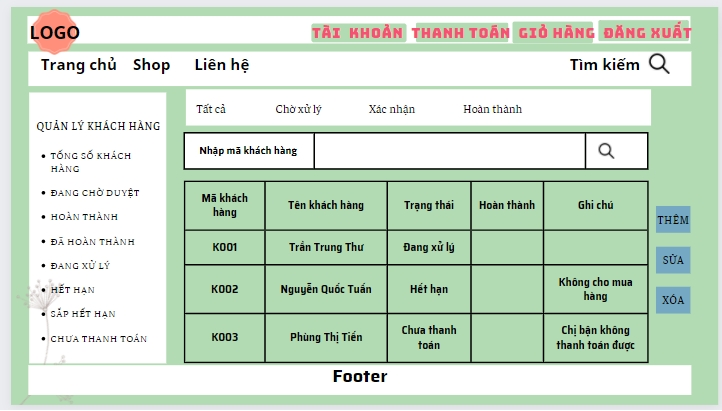 LOGO
TÀI KHOẢN THANH TOÁN GIỎ HÀNG ĐĂNG XUẤT
Trang chủ Shop Liên hệ Tìm kiếm
QUẢN LÝ KHÁCH HÀNG
TỔNG SỐ KHÁCH
HÀNG
ĐANG CHỜ DUYỆT
HOÀN THÀNH
ĐÃ HOÀN THÀNH
ĐANG XỬ LÝ
HẾT HẠN
SẮP HẾT HẠN
CHƯA THANH TOÁN
Tất cả Chờ xử lý Xác nhận Hoàn thành
Nhập mã khách hàng
Mã khách
hàng
Tên khách hàng
Trạng thái
Hoàn thành
Ghi chú
K001 Trần Trung Thư Đang xử lý
K002 Nguyễn Quốc Tuấn Hết hạn
Không cho mua
hàng
K003 Phùng Thị Tiến
Chưa thanh
toán
Chị bận không
thanh toán được
THÊM
SỬA
XÓA
Footer